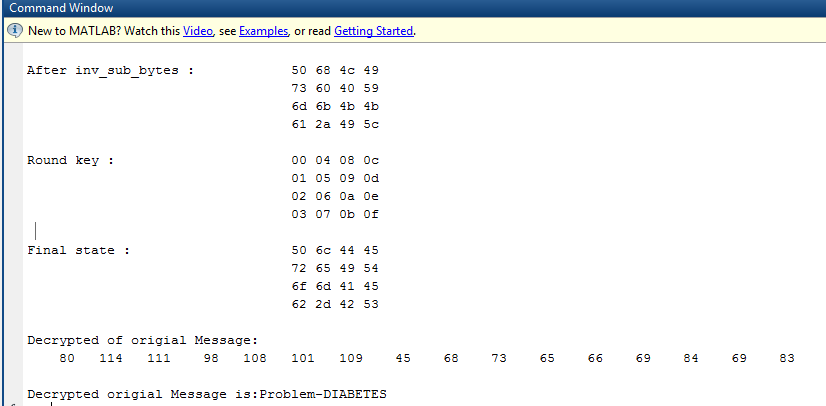 Command Window
New to MATLAB? Watch this Video, see Examples, or read Getting Started.
After inv_sub_bytes : 50 68 4c 49
73 60 40 59
6d 6b 4b 4b
61 2a 49 5c
Round key : 00 04 08 0c
01 05 09 0d
02 06 0a 0e
03 07 0b 0f
Final state : 50 6c 44 45
72 65 49 54
6f 6d 41 45
62 2d 42 53
Decrypted of origial Message:
80 114 111 98 108 101 109 45 68 73 65 66 69 84 69 83
Decrypted origial Message is:Problem-DIABETES